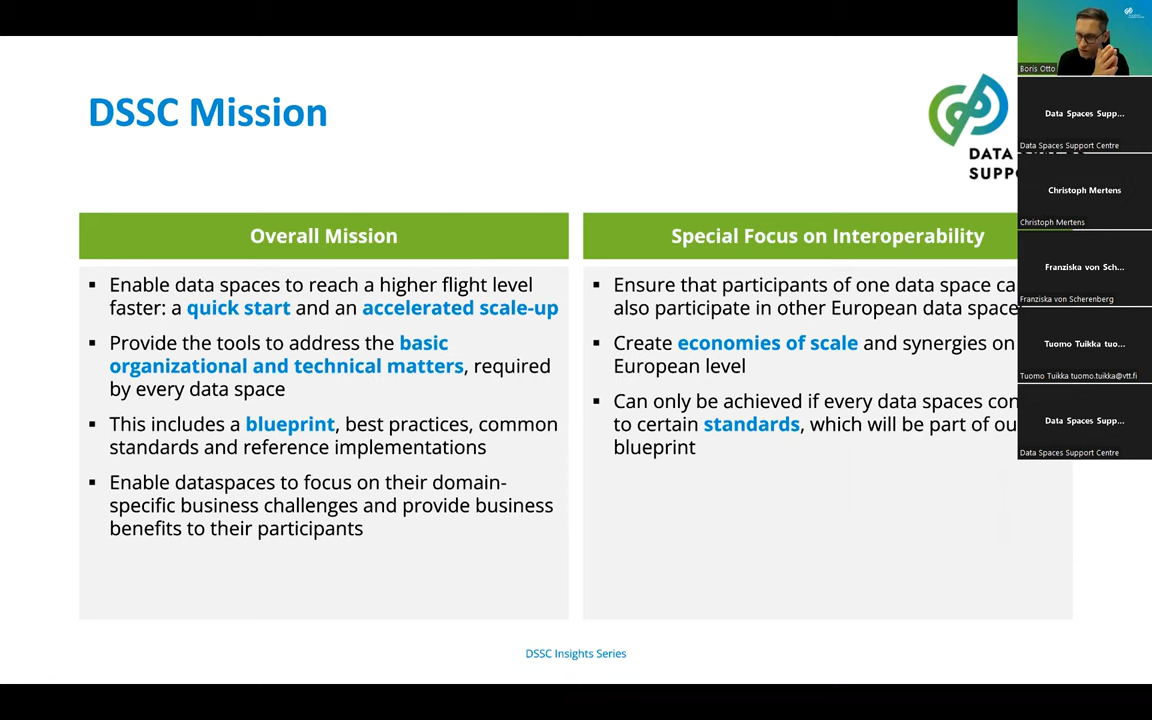 DSSC Mission
DATA
SUPP
Overall Mission
▪ Enable data spaces to reach a higher flight level
faster: a quick start and an accelerated scale-up
▪ Provide the tools to address the basic
organizational and technical matters, required
by every data space
▪ This includes a blueprint, best practices, common
standards and reference implementations
▪ Enable dataspaces to focus on their domain-
specific business challenges and provide business
benefits to their participants
Special Focus on Interoperability
▪ Ensure that participants of one data space ca
also participate in other European data space
▪ Create economies of scale and synergies on
European level
▪ Can only be achieved if every data spaces con
to certain standards, which will be part of ou
blueprint
DSSC Insights Series
Boris Otto
Data Spaces Supp...
Data Spaces Support Centre
Christoph Mertens
Christoph Mertens
Franziska von Sch...
Franziska von Scherenberg
Tuomo Tuikka tuo...
Tuomo Tuikka tuomo.tuikka@vtt.fi
Data Spaces Supp...
Data Spaces Support Centre